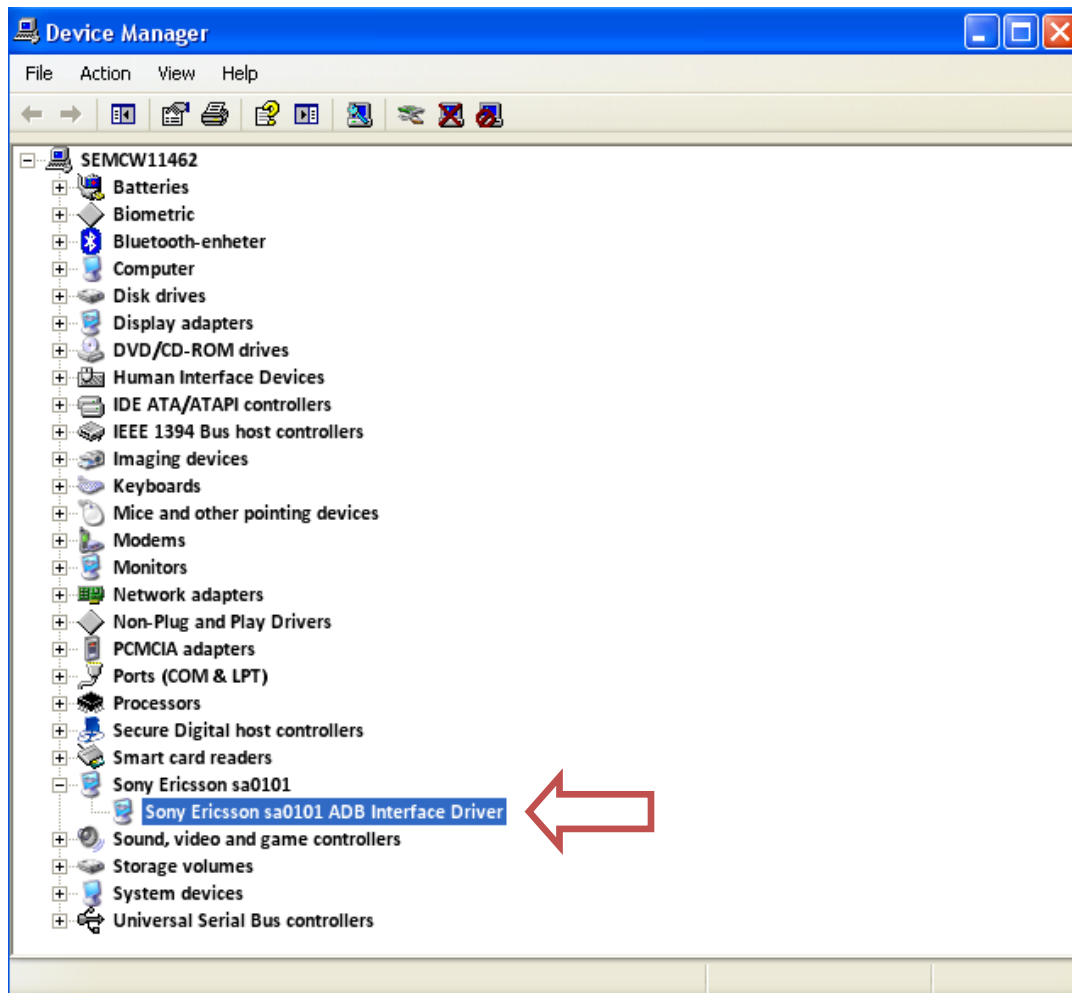 Device Manager
File Action View Help
SEMCW11462
Batteries
Biometric
Bluetooth-enheter
Computer
Disk drives
Display adapters
DVD/CD-ROM drives
Human Interface Devices
IDE ATA/ATAPI controllers
IEEE 1394 Bus host controllers
Imaging devices
Keyboards
Mice and other pointing devices
Modems
Monitors
Network adapters
Non-Plug and Play Drivers
PCMCIA adapters
Ports (COM & LPT)
Processors
Secure Digital host controllers
Smart card readers
Sony Ericsson sa0101
Sony Ericsson sa0101 ADB Interface Driver
Sound, video and game controllers
Storage volumes
System devices
Universal Serial Bus controllers